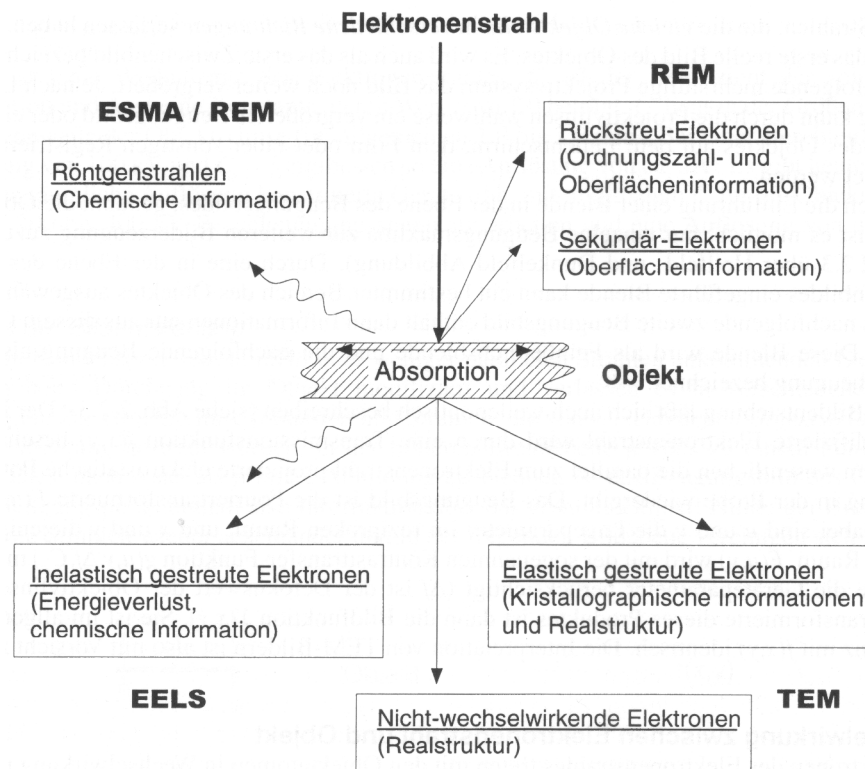 Elektronenstrahl
REM
ESMA / REM
Rückstreu-Elektronen
(Ordnungszahl- und
Oberflächeninformation)
Röntgenstrahlen
(Chemische Information)
Sekundär-Elektronen
(Oberflächeninformation)
Absorption
Objekt
Inelastisch gestreute Elektronen
(Energieverlust,
chemische Information)
Elastisch gestreute Elektronen
(Kristallographische Informationen
und Realstruktur)
EELS
TEM
Nicht-wechselwirkende Elektronen
(Realstruktur)